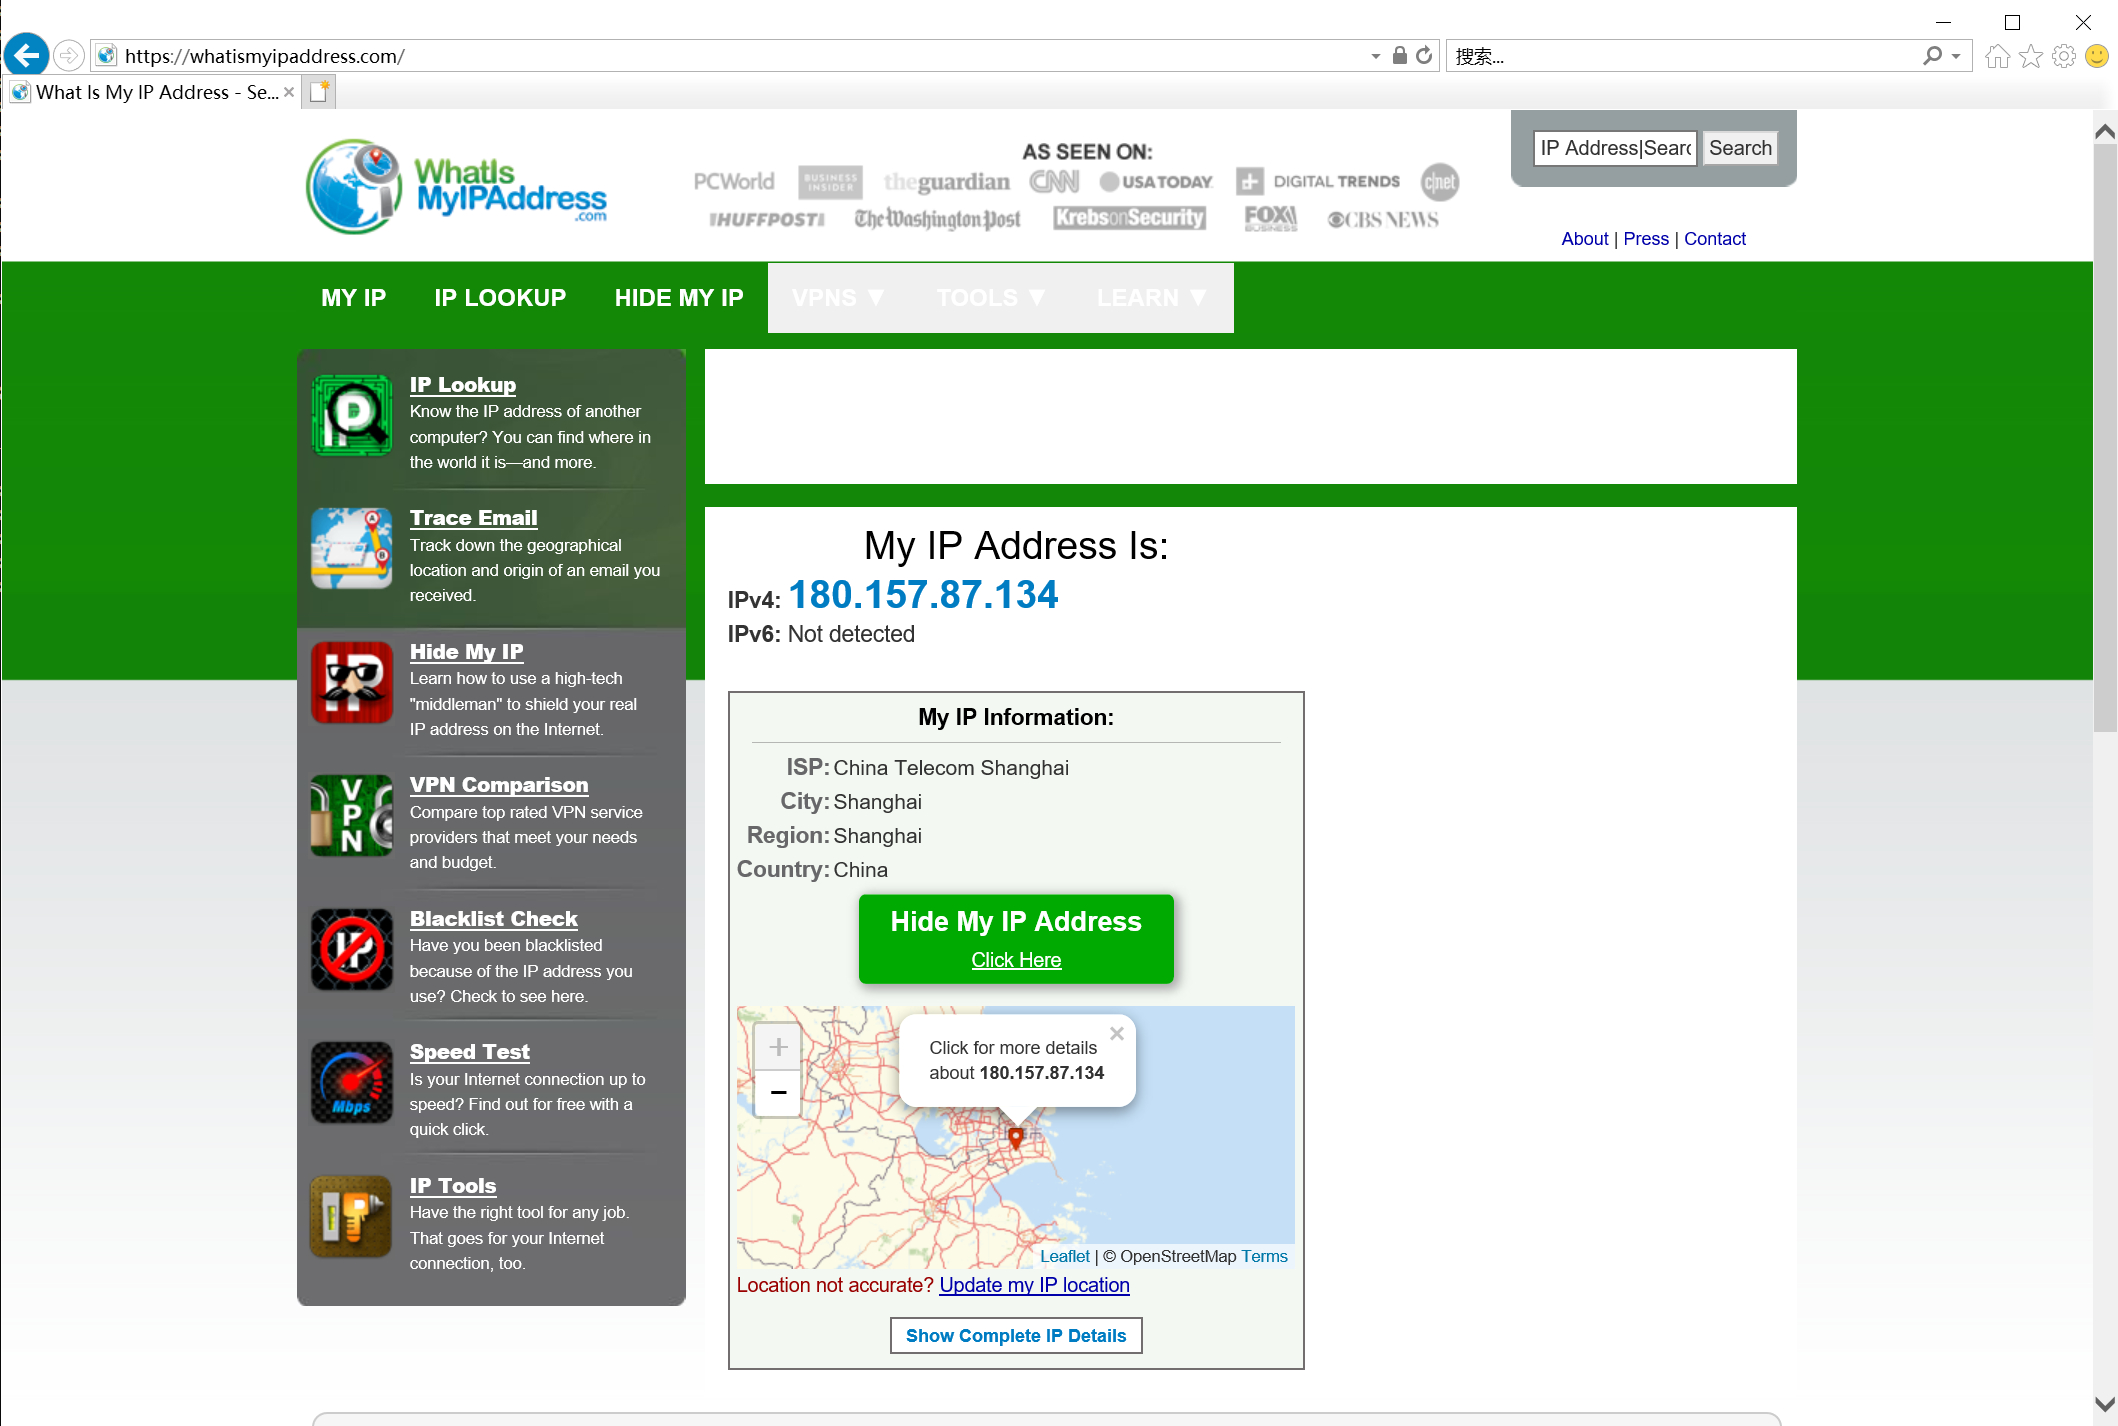 https://whatismyipaddress.com/
搜索...
What Is My IP Address - Se...
WhatIs
MyIPAddress
.com
AS SEEN ON:
PCWorld BUSINESS INSIDER theguardian CNN USA TODAY DIGITAL TRENDS c|net
IHUFFPOSTI The Washington Post KrebsonSecurity FOX BUSINESS CBS NEWS
IP Address|Searc Search
About | Press | Contact
MY IP IP LOOKUP HIDE MY IP VPNS ▼ TOOLS ▼ LEARN ▼
IP Lookup
Know the IP address of another
computer? You can find where in
the world it is—and more.
Trace Email
Track down the geographical
location and origin of an email you
received.
Hide My IP
Learn how to use a high-tech
"middleman" to shield your real
IP address on the Internet.
VPN
VPN Comparison
Compare top rated VPN service
providers that meet your needs
and budget.
Blacklist Check
Have you been blacklisted
because of the IP address you
use? Check to see here.
Mbps
Speed Test
Is your Internet connection up to
speed? Find out for free with a
quick click.
IP Tools
Have the right tool for any job.
That goes for your Internet
connection, too.
My IP Address Is:
IPv4: 180.157.87.134
IPv6: Not detected
My IP Information:
ISP: China Telecom Shanghai
City: Shanghai
Region: Shanghai
Country: China
Hide My IP Address
Click Here
+
−
Click for more details
about 180.157.87.134
×
Leaflet | © OpenStreetMap Terms
Location not accurate? Update my IP location
Show Complete IP Details